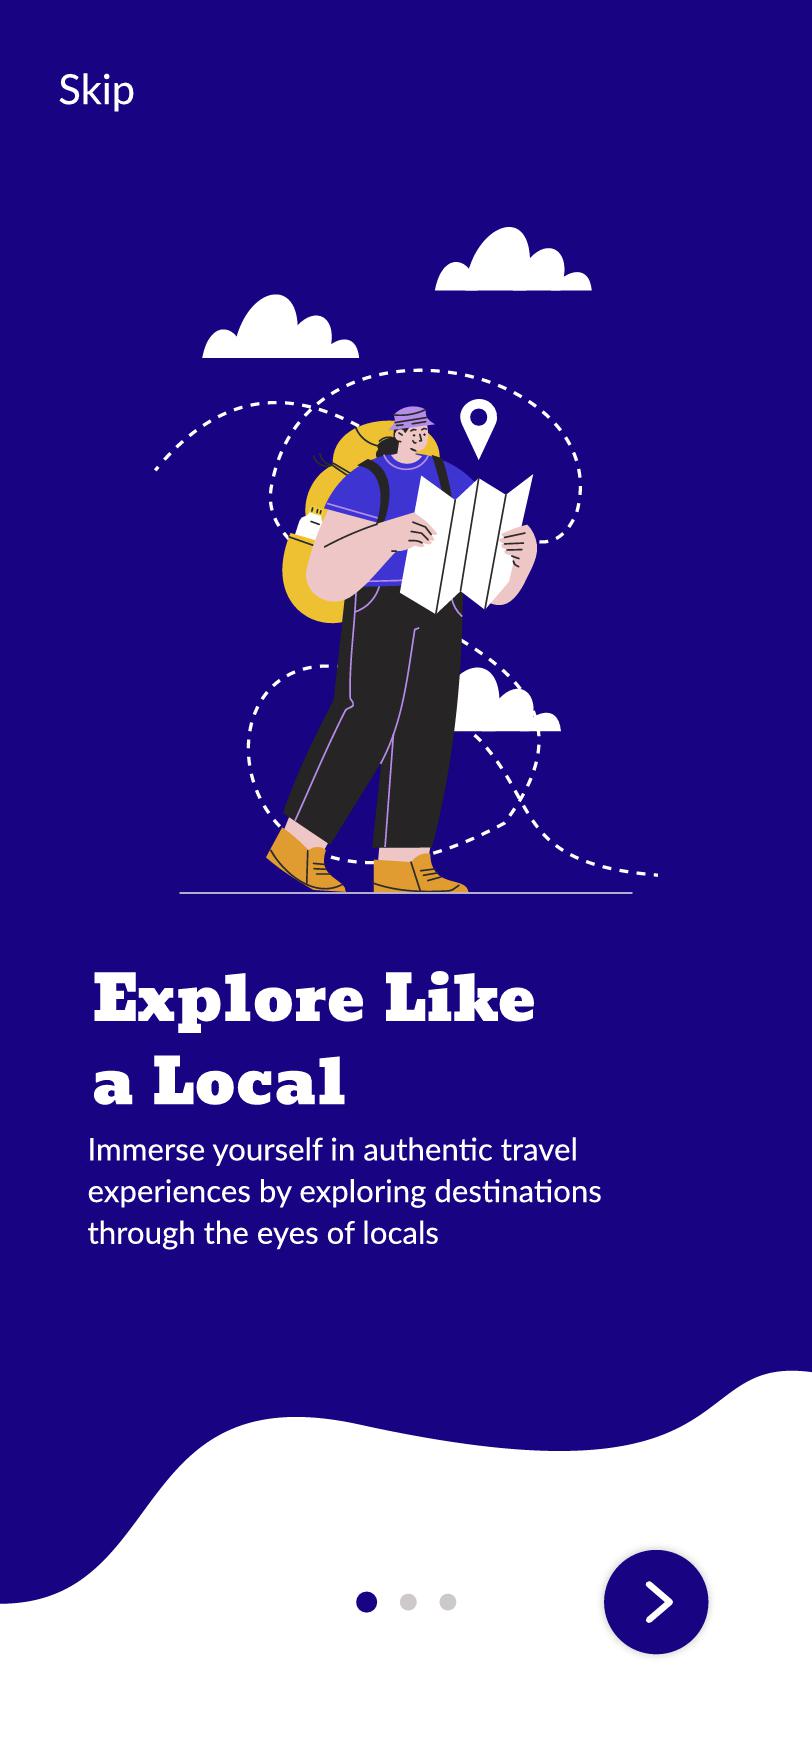 Skip
Explore Like
a Local
Immerse yourself in authentic travel
experiences by exploring destinations
through the eyes of locals